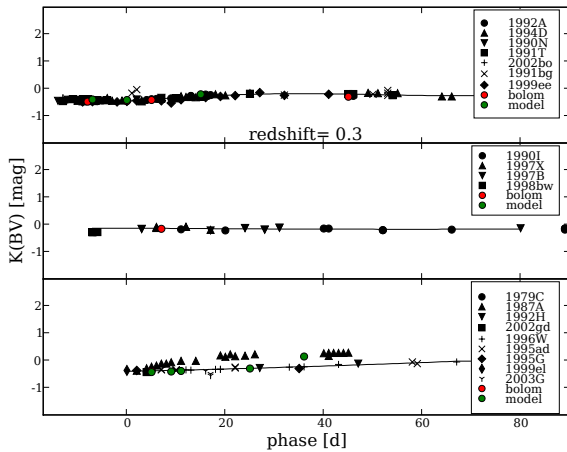 2
1
0
-1
1992A
1994D
1990N
1991T
2002bo
1991bg
1999ee
bolom
model
redshift= 0.3
K(BV) [mag]
2
1
0
-1
1990I
1997X
1997B
1998bw
bolom
model
2
1
0
-1
1979C
1987A
1992H
2002gd
1996W
1995ad
1995G
1999el
2003G
bolom
model
0
20
40
60
80
phase [d]